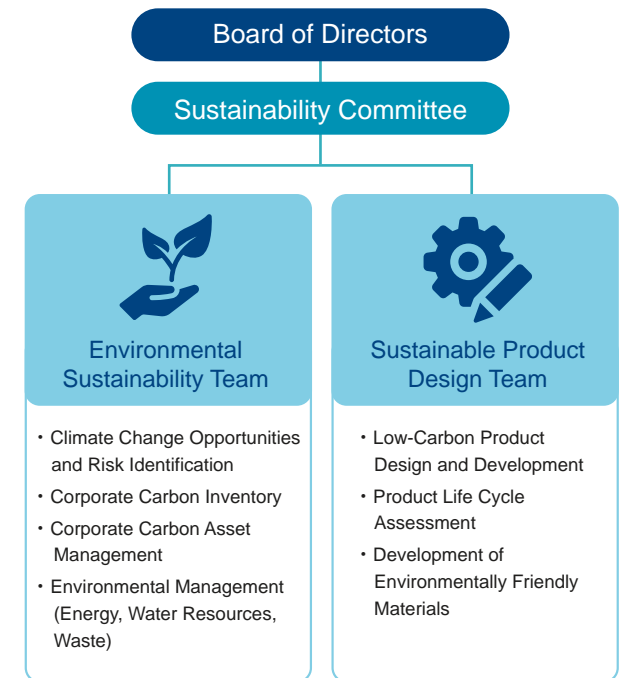 Board of Directors
Sustainability Committee
Environmental
Sustainability Team
・Climate Change Opportunities
and Risk Identification
・Corporate Carbon Inventory
・Corporate Carbon Asset
Management
・Environmental Management
(Energy, Water Resources,
Waste)
Sustainable Product
Design Team
・Low-Carbon Product
Design and Development
・Product Life Cycle
Assessment
・Development of
Environmentally Friendly
Materials